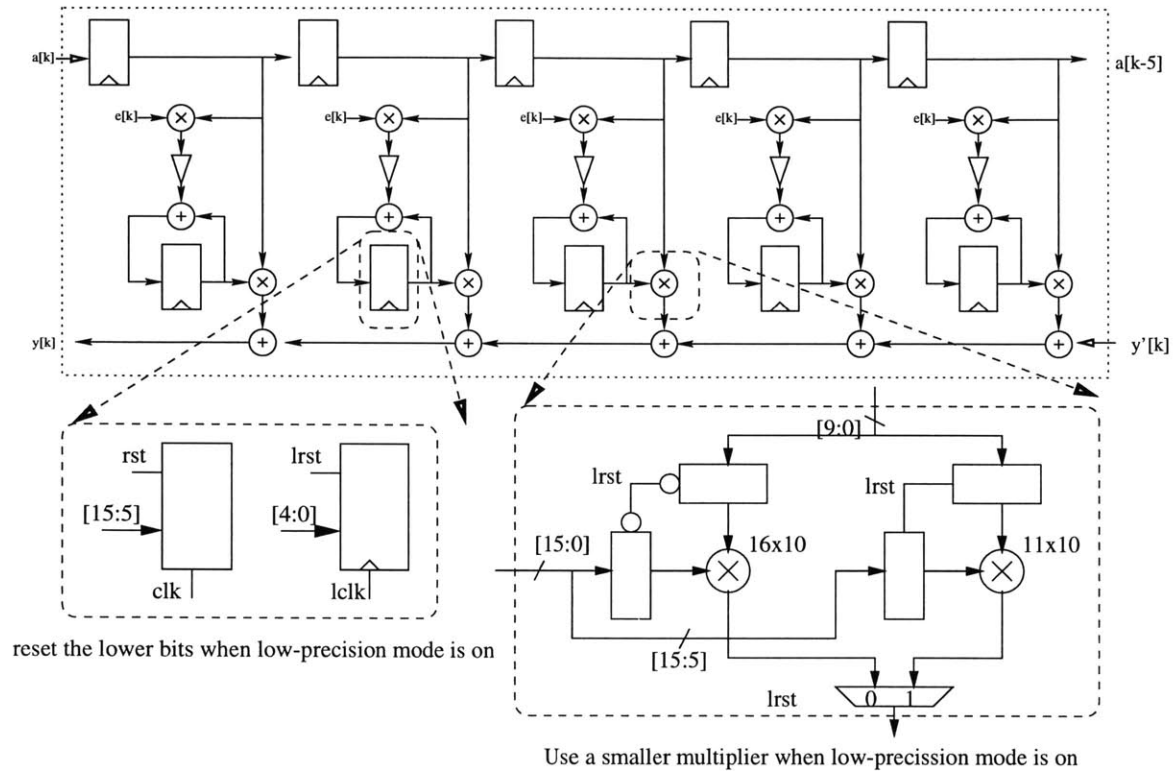 a[k]
a[k-5]
e[k] e[k] e[k] e[k] e[k]
× × × × ×
+ + + + +
× × × × ×
y[k]
+ + + + +
y'[k]
rst
lrst
[15:5]
[4:0]
clk
lclk
reset the lower bits when low-precision mode is on
[9:0]
lrst
lrst
[15:0]
16x10
11x10
[15:5]
lrst
0 1
Use a smaller multiplier when low-precission mode is on